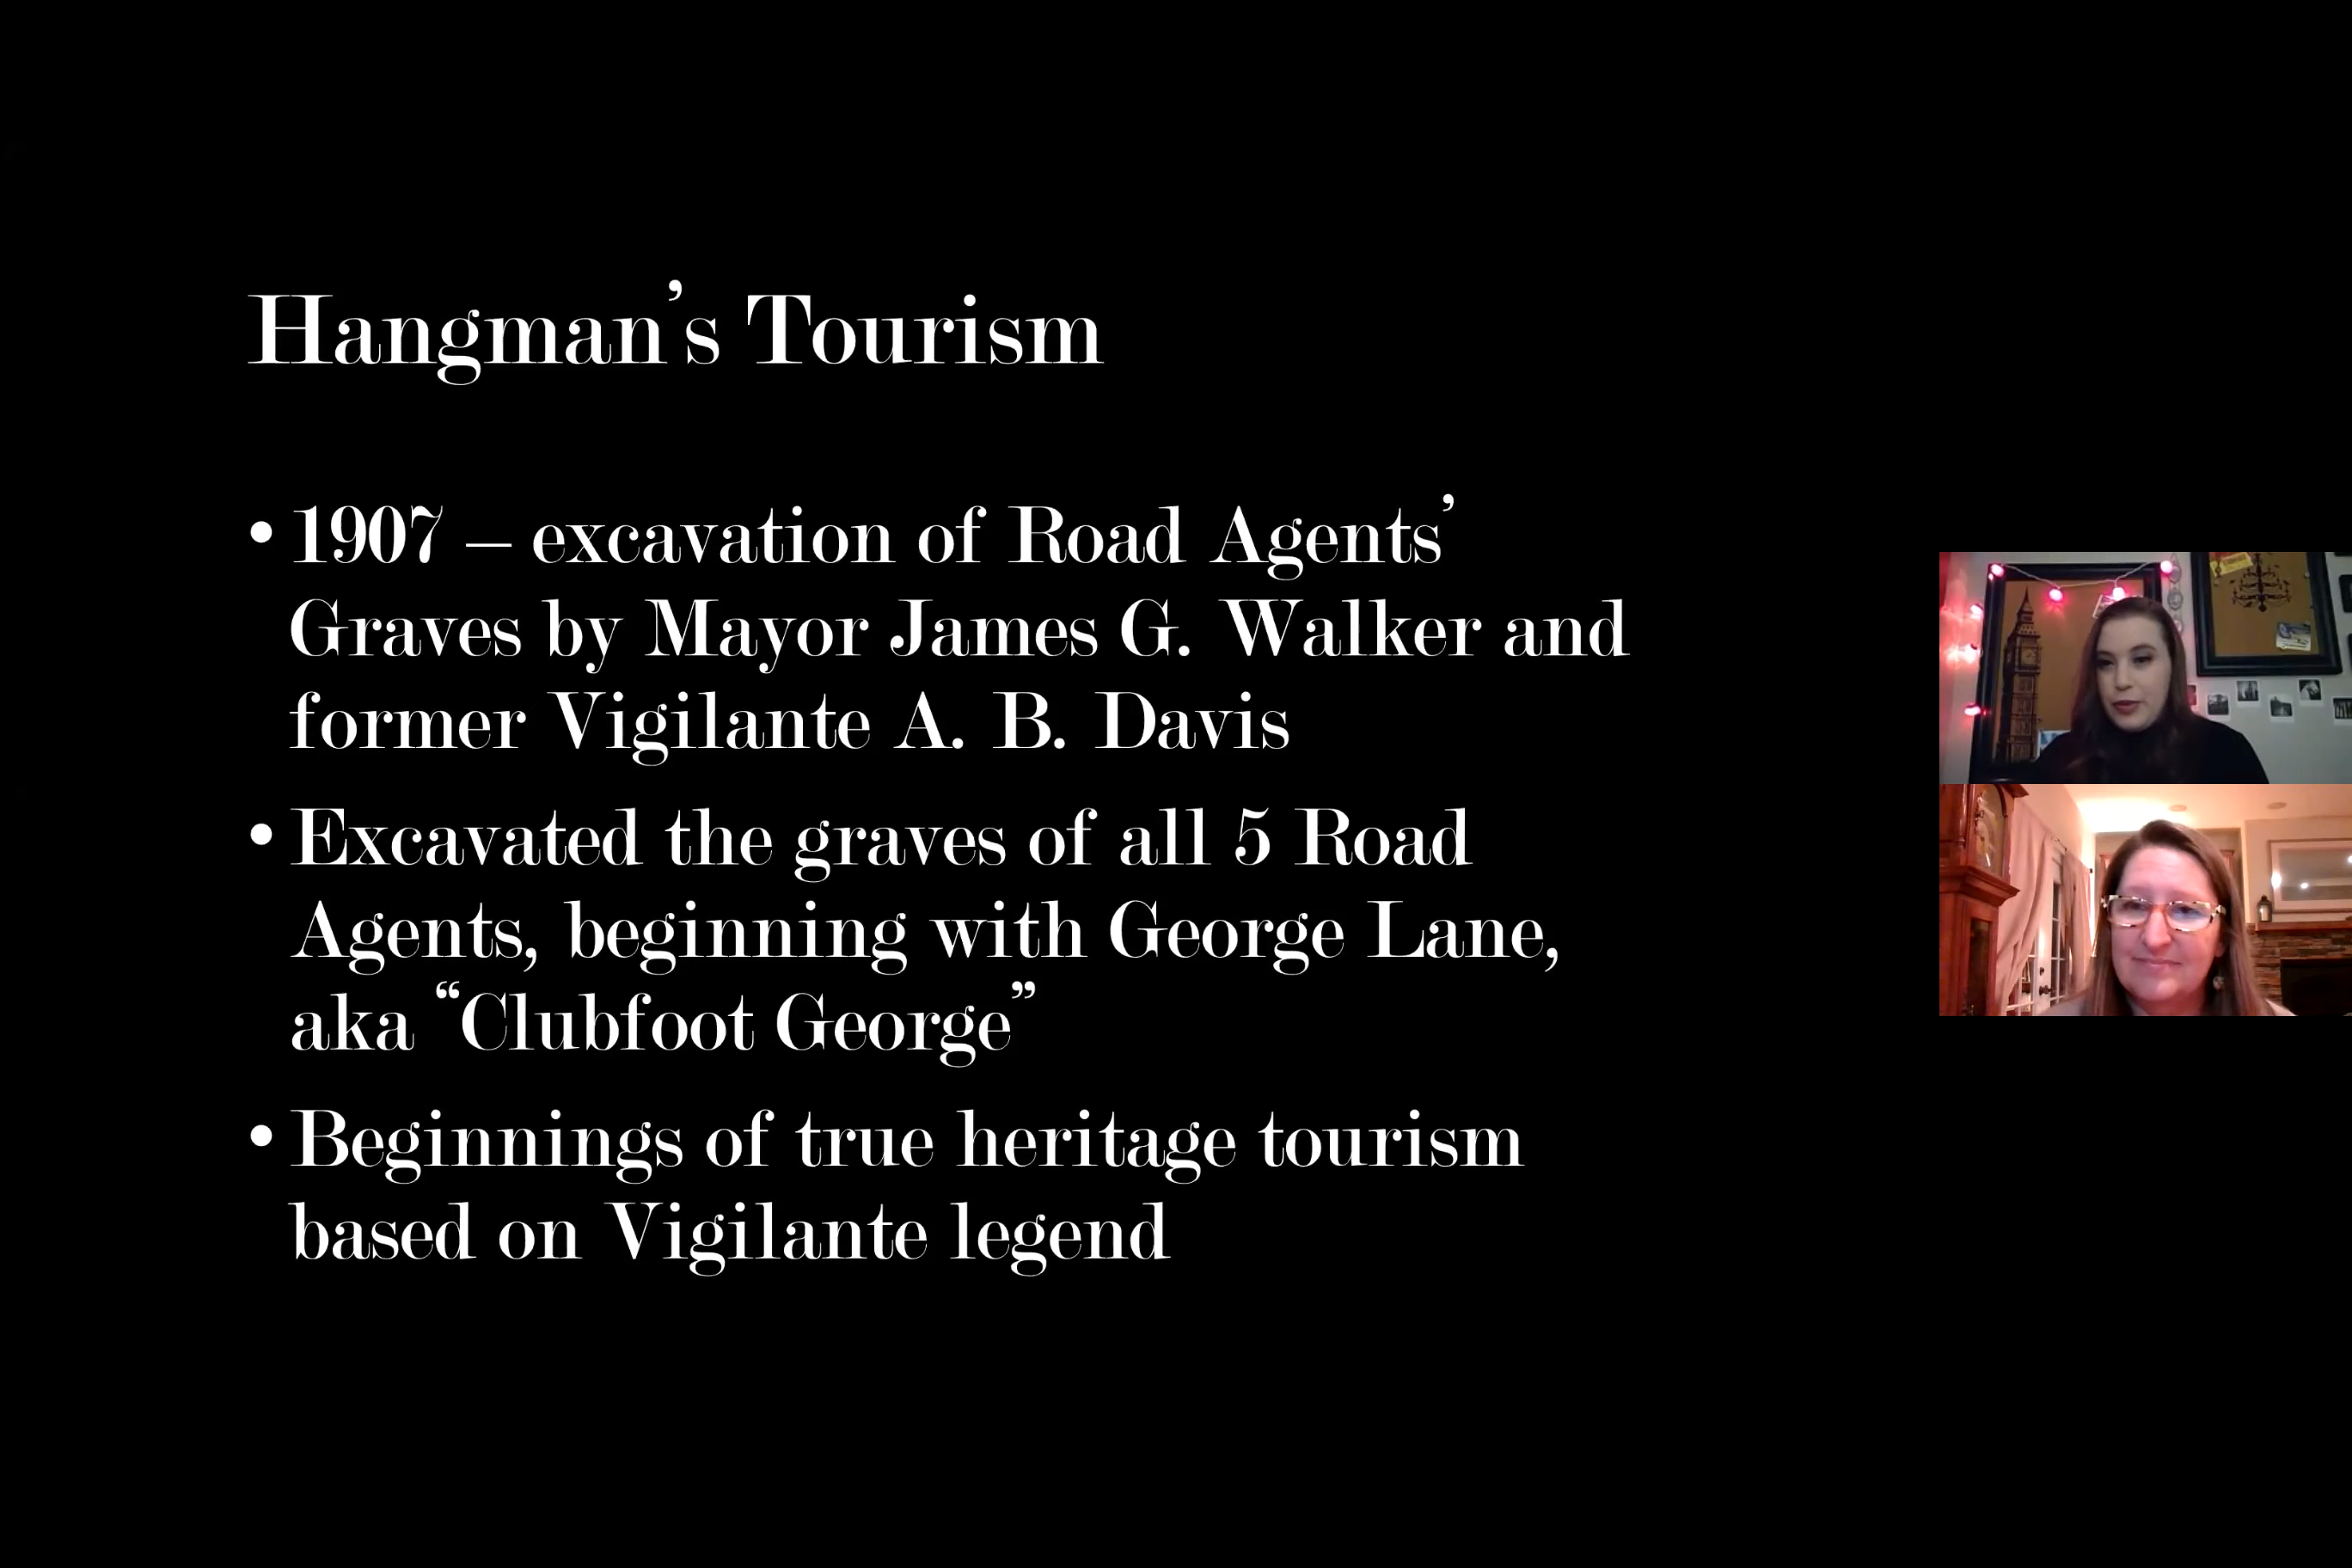 Hangman’s Tourism
• 1907 – excavation of Road Agents’
Graves by Mayor James G. Walker and
former Vigilante A. B. Davis
• Excavated the graves of all 5 Road
Agents, beginning with George Lane,
aka “Clubfoot George”
• Beginnings of true heritage tourism
based on Vigilante legend